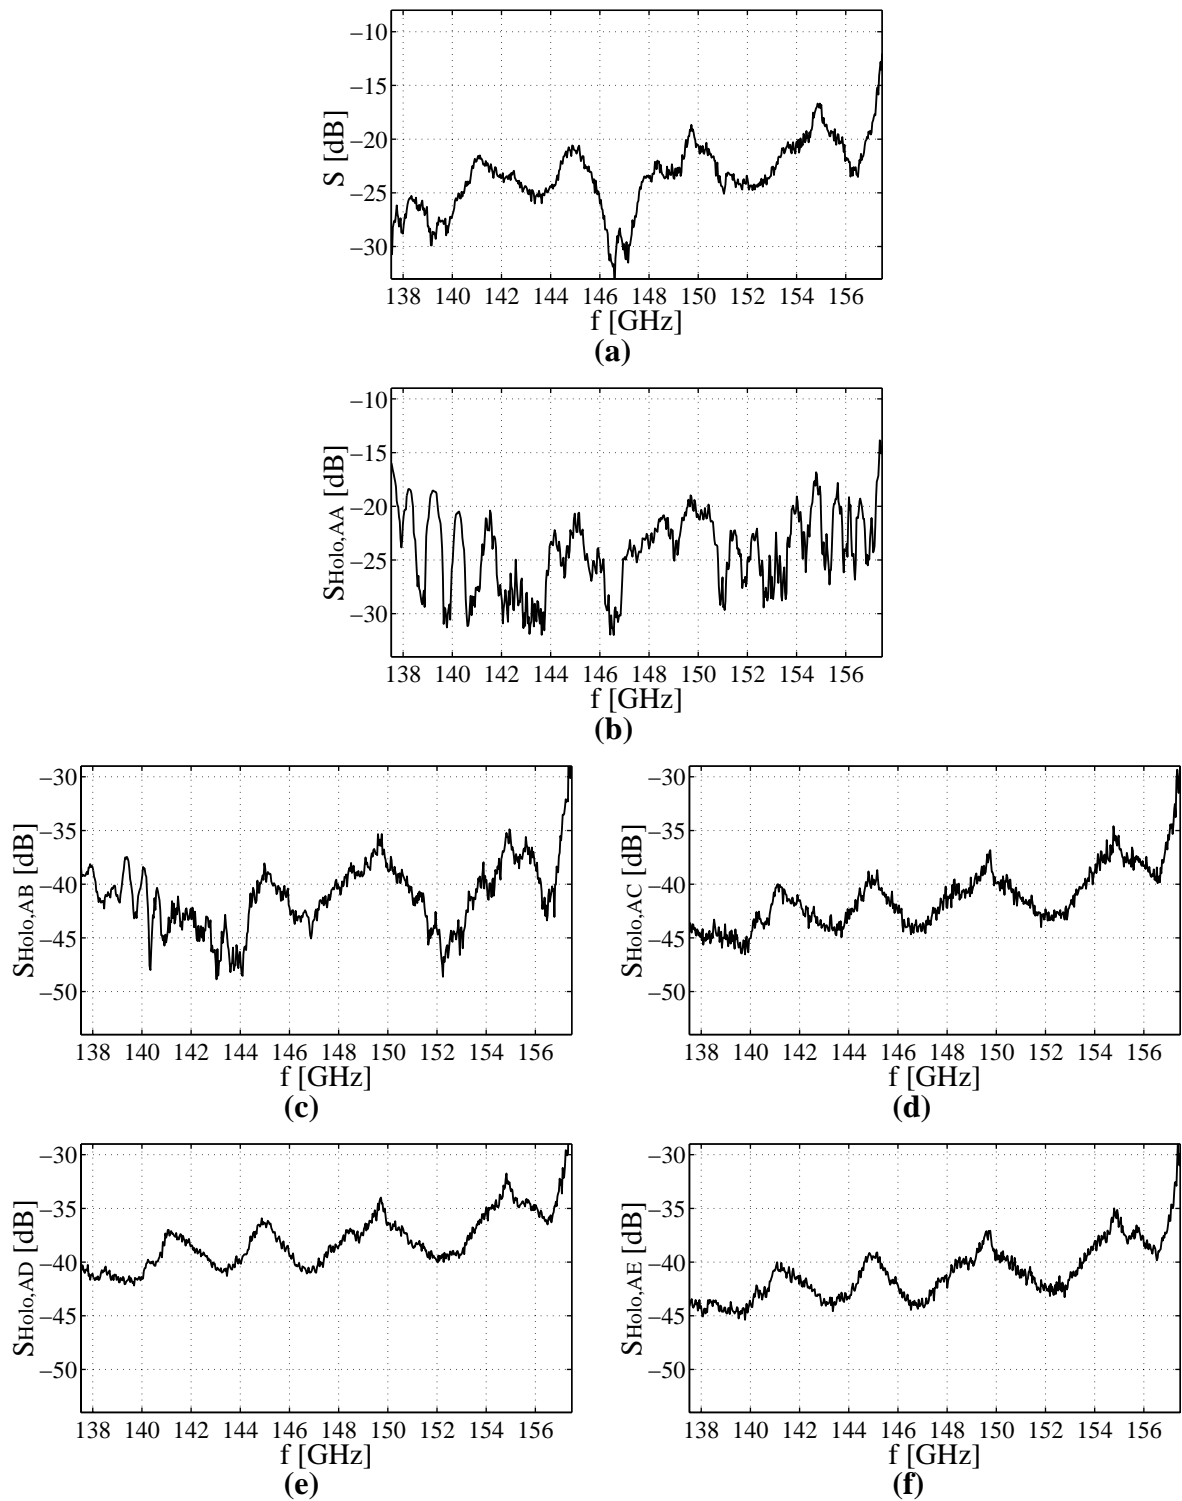 −10
−15
−20
−25
−30
S [dB]
138 140 142 144 146 148 150 152 154 156
f [GHz]
(a)
−10
−15
−20
−25
−30
SHolo,AA [dB]
138 140 142 144 146 148 150 152 154 156
f [GHz]
(b)
−30
−35
−40
−45
−50
SHolo,AB [dB]
138 140 142 144 146 148 150 152 154 156
f [GHz]
(c)
−30
−35
−40
−45
−50
SHolo,AC [dB]
138 140 142 144 146 148 150 152 154 156
f [GHz]
(d)
−30
−35
−40
−45
−50
SHolo,AD [dB]
138 140 142 144 146 148 150 152 154 156
f [GHz]
(e)
−30
−35
−40
−45
−50
SHolo,AE [dB]
138 140 142 144 146 148 150 152 154 156
f [GHz]
(f)